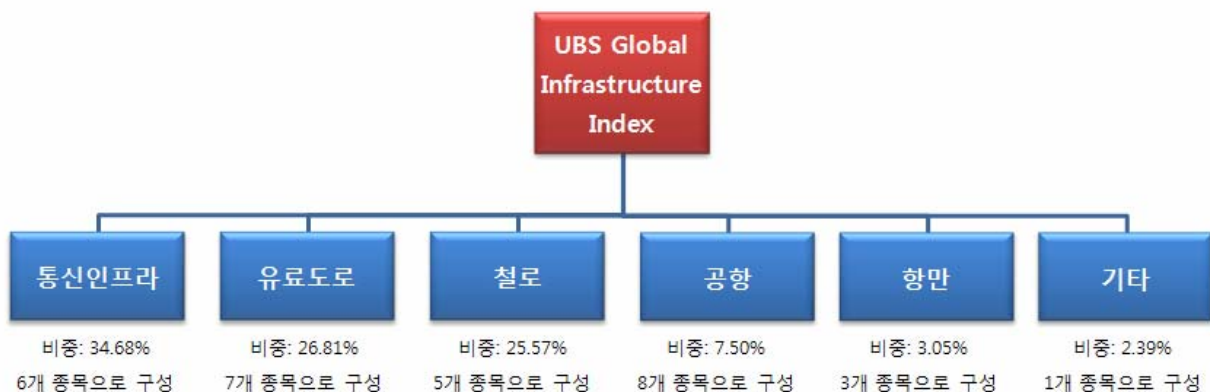 UBS Global
Infrastructure
Index
통신인프라
유료도로
철로
공항
항만
기타
비중: 34.68%
비중: 26.81%
비중: 25.57%
비중: 7.50%
비중: 3.05%
비중: 2.39%
6개 종목으로 구성
7개 종목으로 구성
5개 종목으로 구성
8개 종목으로 구성
3개 종목으로 구성
1개 종목으로 구성